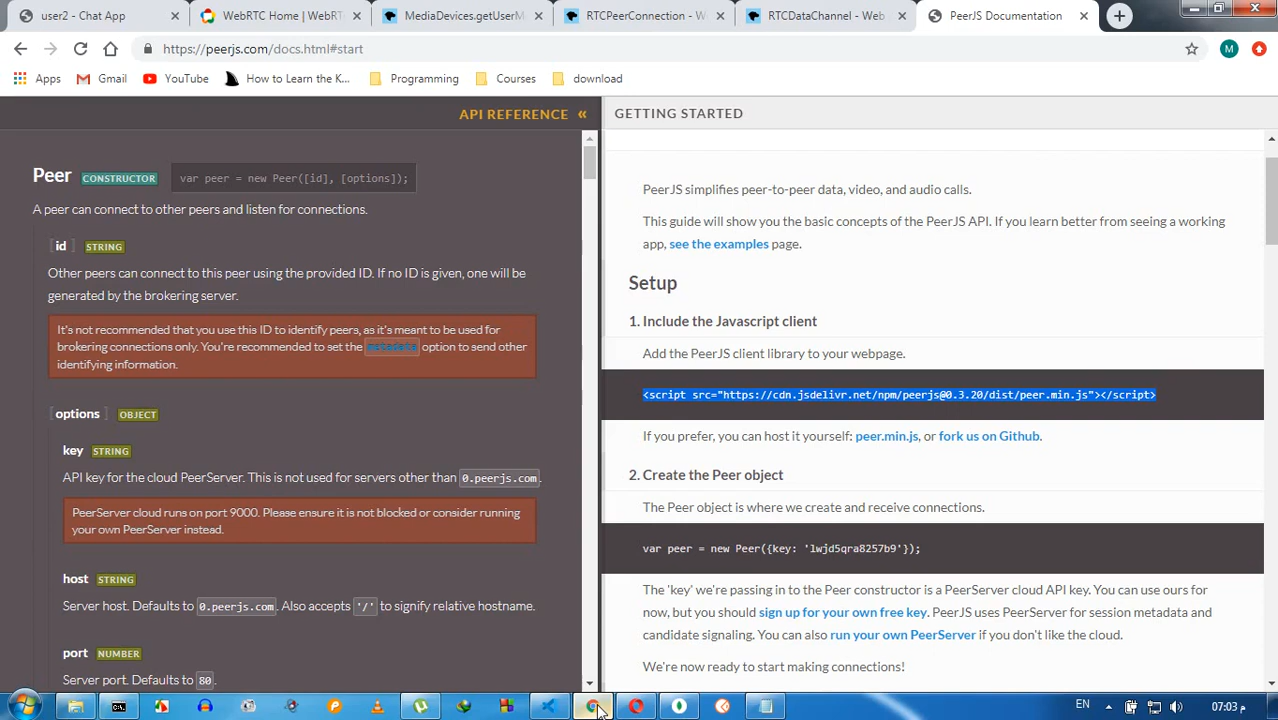 user2 - Chat App
WebRTC Home | WebRT
MediaDevices.getUserM
RTCPeerConnection - We
RTCDataChannel - Web
PeerJS Documentation
https://peerjs.com/docs.html#start
M
Apps
Gmail
YouTube
How to Learn the K...
Programming
Courses
download
API REFERENCE «
Peer CONSTRUCTOR var peer = new Peer([id], [options]);
A peer can connect to other peers and listen for connections.
[id] STRING
Other peers can connect to this peer using the provided ID. If no ID is given, one will be
generated by the brokering server.
It's not recommended that you use this ID to identify peers, as it's meant to be used for
brokering connections only. You're recommended to set the metadata option to send other
identifying information.
[options] OBJECT
key STRING
API key for the cloud PeerServer. This is not used for servers other than 0.peerjs.com.
PeerServer cloud runs on port 9000. Please ensure it is not blocked or consider running
your own PeerServer instead.
host STRING
Server host. Defaults to 0.peerjs.com. Also accepts '/' to signify relative hostname.
port NUMBER
Server port. Defaults to 80.
GETTING STARTED
PeerJS simplifies peer-to-peer data, video, and audio calls.
This guide will show you the basic concepts of the PeerJS API. If you learn better from seeing a working
app, see the examples page.
Setup
1. Include the Javascript client
Add the PeerJS client library to your webpage.
<script src="https://cdn.jsdelivr.net/npm/peerjs@0.3.20/dist/peer.min.js"></script>
If you prefer, you can host it yourself: peer.min.js, or fork us on Github.
2. Create the Peer object
The Peer object is where we create and receive connections.
var peer = new Peer({key: 'lwjd5qra8257b9'});
The 'key' we're passing in to the Peer constructor is a PeerServer cloud API key. You can use ours for
now, but you should sign up for your own free key. PeerJS uses PeerServer for session metadata and
candidate signaling. You can also run your own PeerServer if you don't like the cloud.
We're now ready to start making connections!
EN
07:03 م